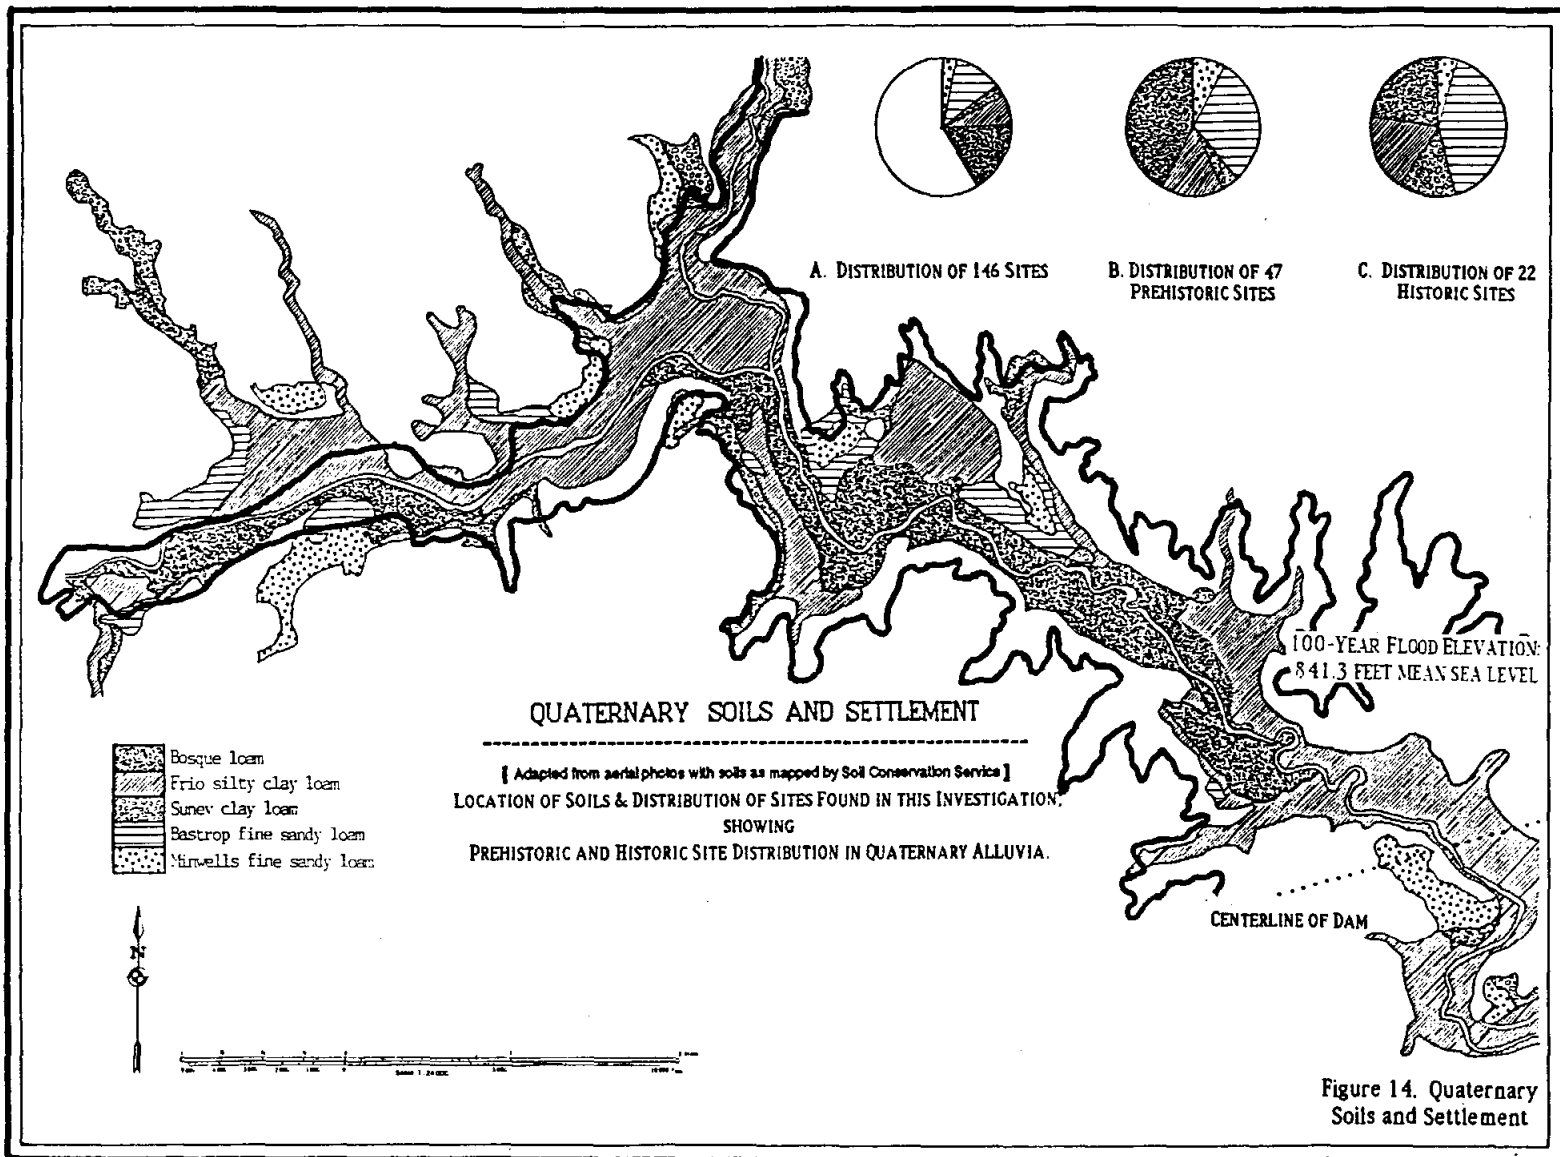 A. DISTRIBUTION OF 146 SITES
B. DISTRIBUTION OF 47
PREHISTORIC SITES
C. DISTRIBUTION OF 22
HISTORIC SITES
100-YEAR FLOOD ELEVATION:
841.3 FEET MEAN SEA LEVEL
QUATERNARY SOILS AND SETTLEMENT
[ Adapted from aerial photos with soils as mapped by Soil Conservation Service ]
LOCATION OF SOILS & DISTRIBUTION OF SITES FOUND IN THIS INVESTIGATION,
SHOWING
PREHISTORIC AND HISTORIC SITE DISTRIBUTION IN QUATERNARY ALLUVIA.
Bosque loam
Frio silty clay loam
Sunev clay loam
Bastrop fine sandy loam
Minwells fine sandy loam
CENTERLINE OF DAM
N
Figure 14. Quaternary
Soils and Settlement